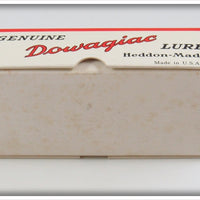 GENUINE
Dowagiac
LURE
Heddon-Mad
Made in U.S.A